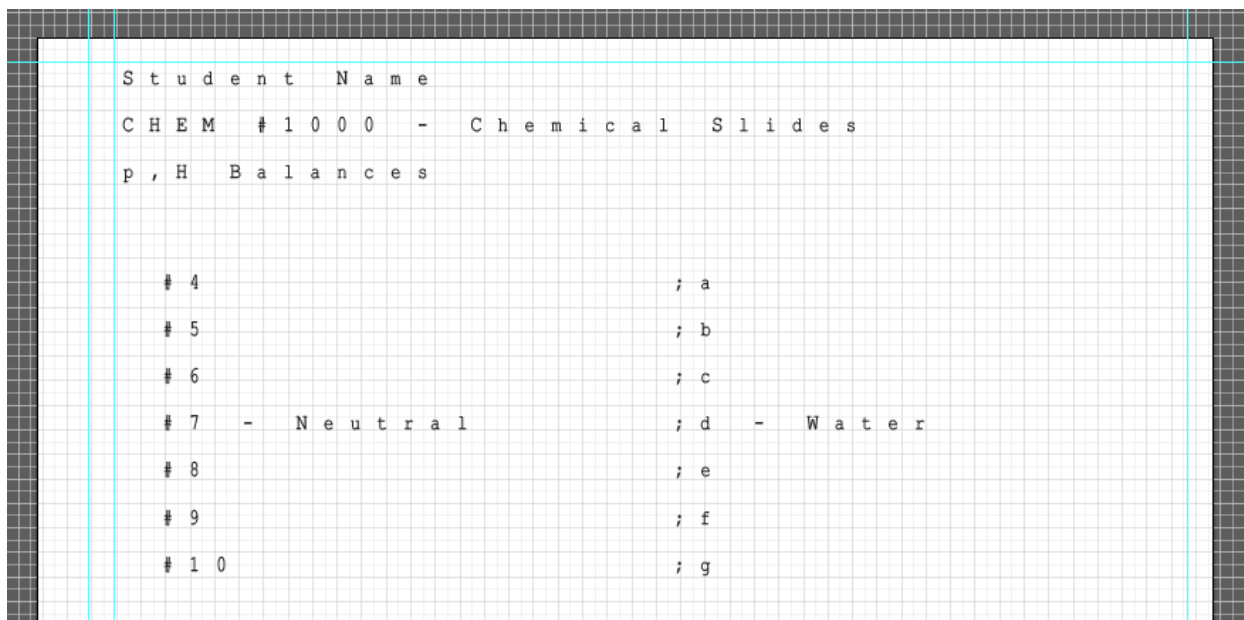 Student Name
CHEM #1000 - Chemical Slides
p,H Balances
#4 ;a
#5 ;b
#6 ;c
#7 - Neutral ;d - Water
#8 ;e
#9 ;f
#10 ;g